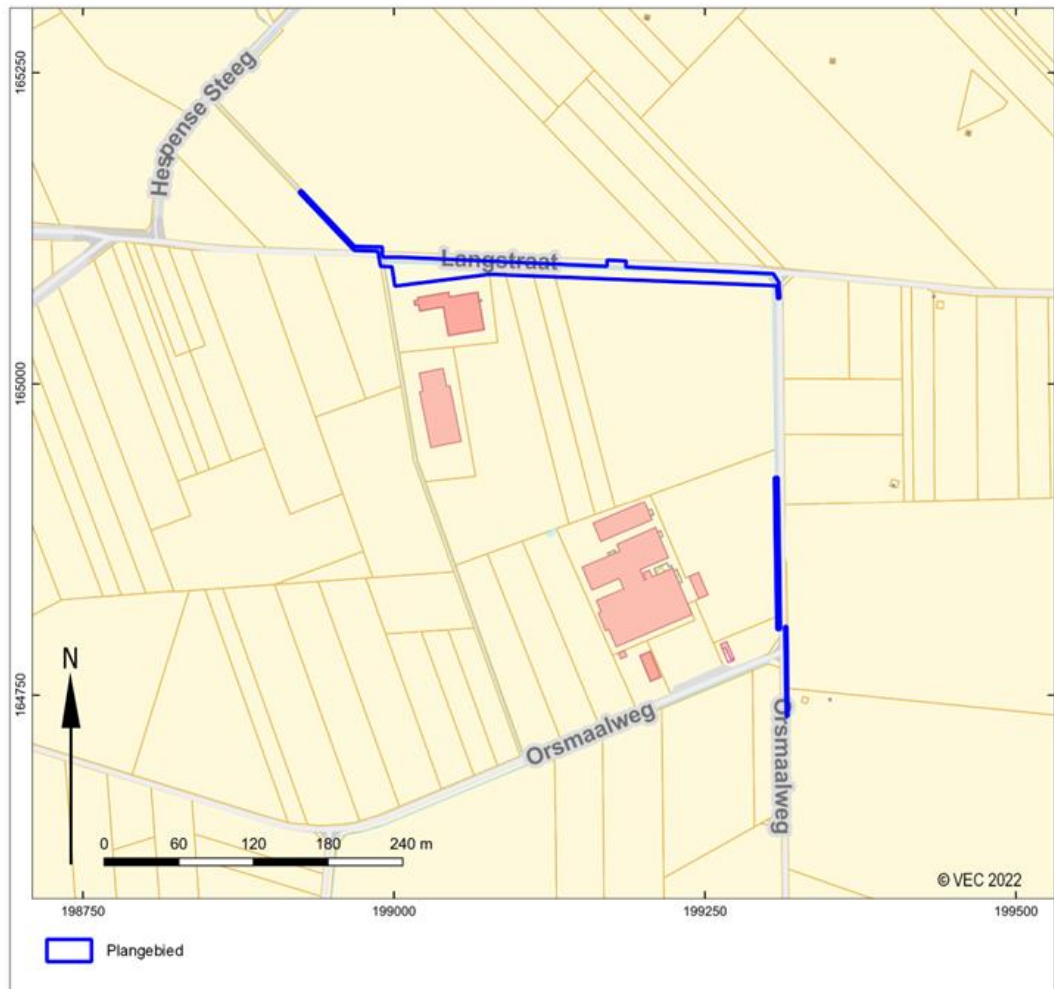 Hespense Steeg
165250
Langstraat
165000
164750
N
Orsmaalweg
Orsmaalweg
0 60 120 180 240 m
© VEC 2022
198750 199000 199250 199500
Plangebied